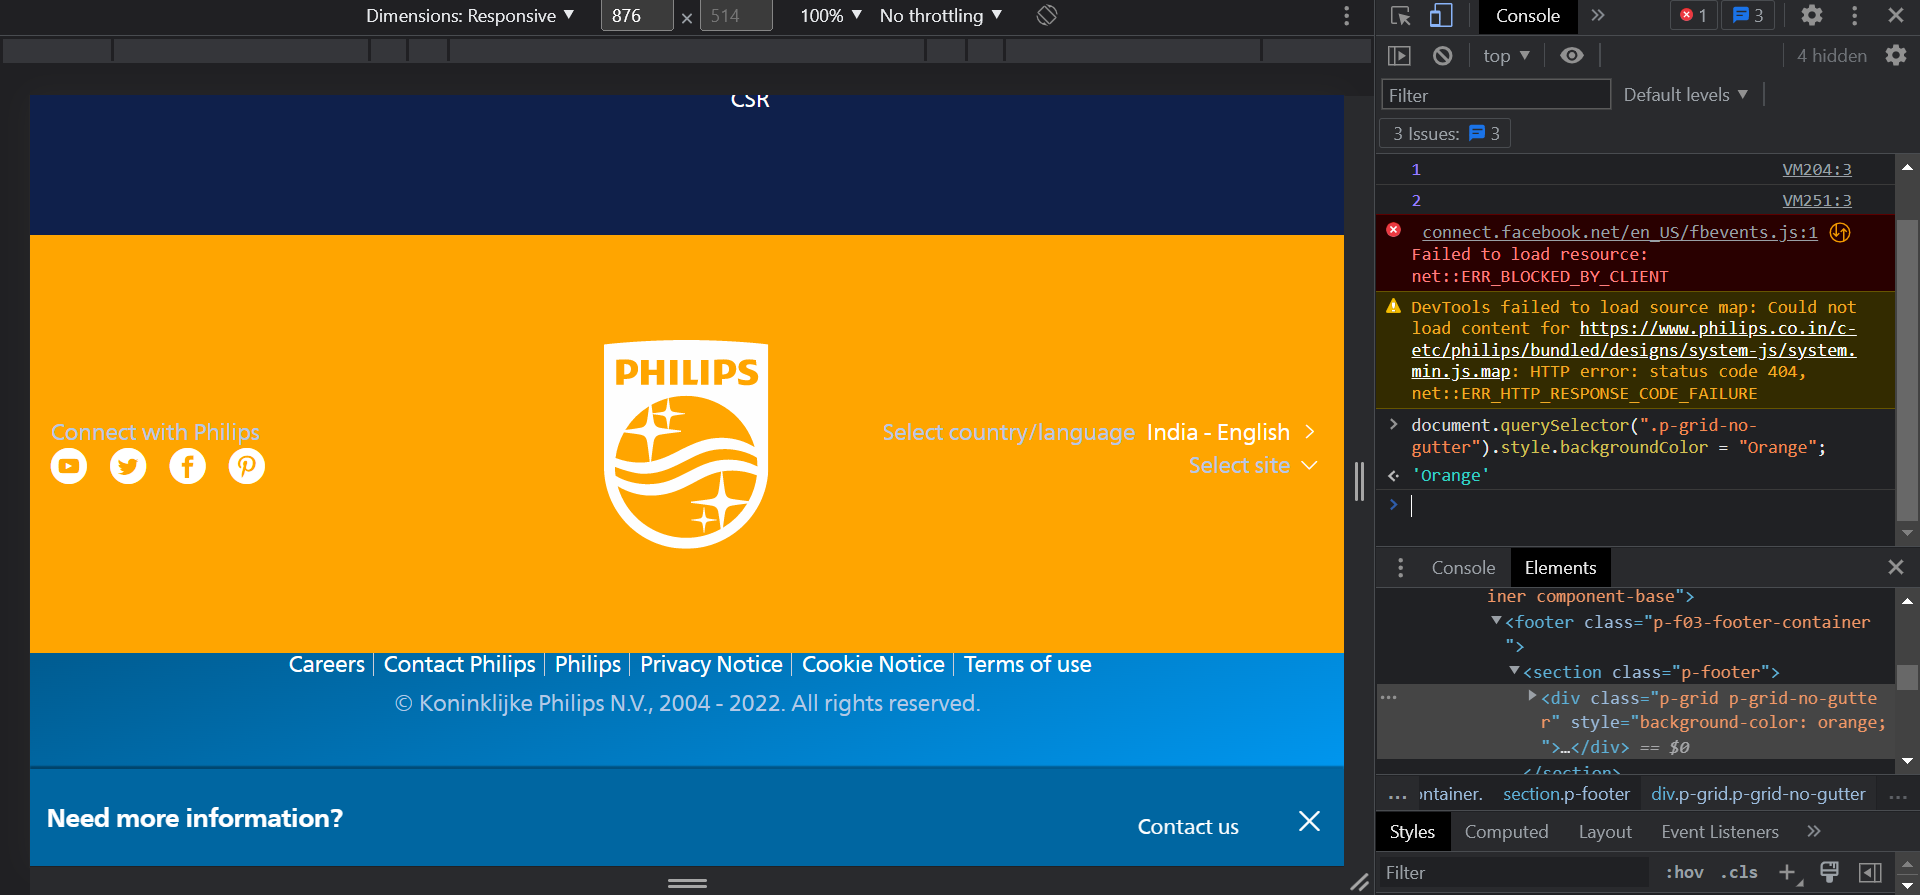 Dimensions: Responsive ▼ 876 × 514 100% ▼ No throttling ▼
CSR
PHILIPS
Connect with Philips
Select country/language India - English
Select site
Careers | Contact Philips | Philips | Privacy Notice | Cookie Notice | Terms of use
© Koninklijke Philips N.V., 2004 - 2022. All rights reserved.
Need more information?
Contact us
Console » 1 3
top ▼ 4 hidden
Filter Default levels ▼
3 Issues: 3
1 VM204:3
2 VM251:3
connect.facebook.net/en_US/fbevents.js:1
Failed to load resource:
net::ERR_BLOCKED_BY_CLIENT
DevTools failed to load source map: Could not
load content for https://www.philips.co.in/c-
etc/philips/bundled/designs/system-js/system.
min.js.map: HTTP error: status code 404,
net::ERR_HTTP_RESPONSE_CODE_FAILURE
document.querySelector(".p-grid-no-
gutter").style.backgroundColor = "Orange";
'Orange'
Console Elements
iner component-base">
<footer class="p-f03-footer-container
">
<section class="p-footer">
<div class="p-grid p-grid-no-gutte
r" style="background-color: orange;
">…</div> == $0
</section>
… ontainer. section.p-footer div.p-grid.p-grid-no-gutter …
Styles Computed Layout Event Listeners »
Filter :hov .cls +